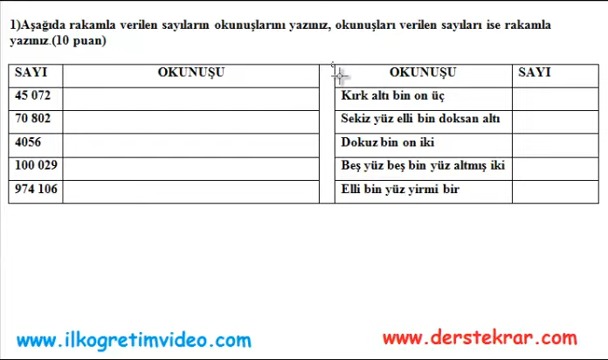 1)Aşağıda rakamla verilen sayıların okunuşlarını yazınız, okunuşları verilen sayıları ise rakamla
yazınız.(10 puan)
SAYI OKUNUŞU OKUNUŞU SAYI
45 072 Kırk altı bin on üç
70 802 Sekiz yüz elli bin doksan altı
4056 Dokuz bin on iki
100 029 Beş yüz beş bin yüz altmış iki
974 106 Elli bin yüz yirmi bir
www.ilkogretimvideo.com www.derstekrar.com